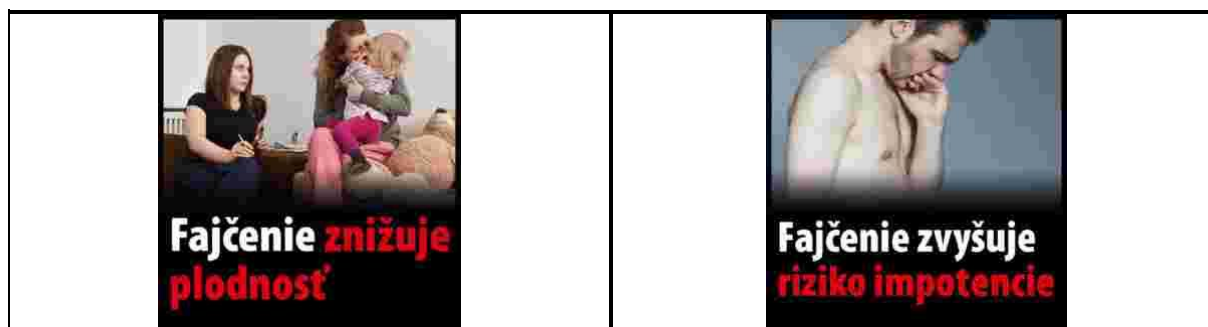 Fajčenie znižuje
plodnosť
Fajčenie zvyšuje
riziko impotencie